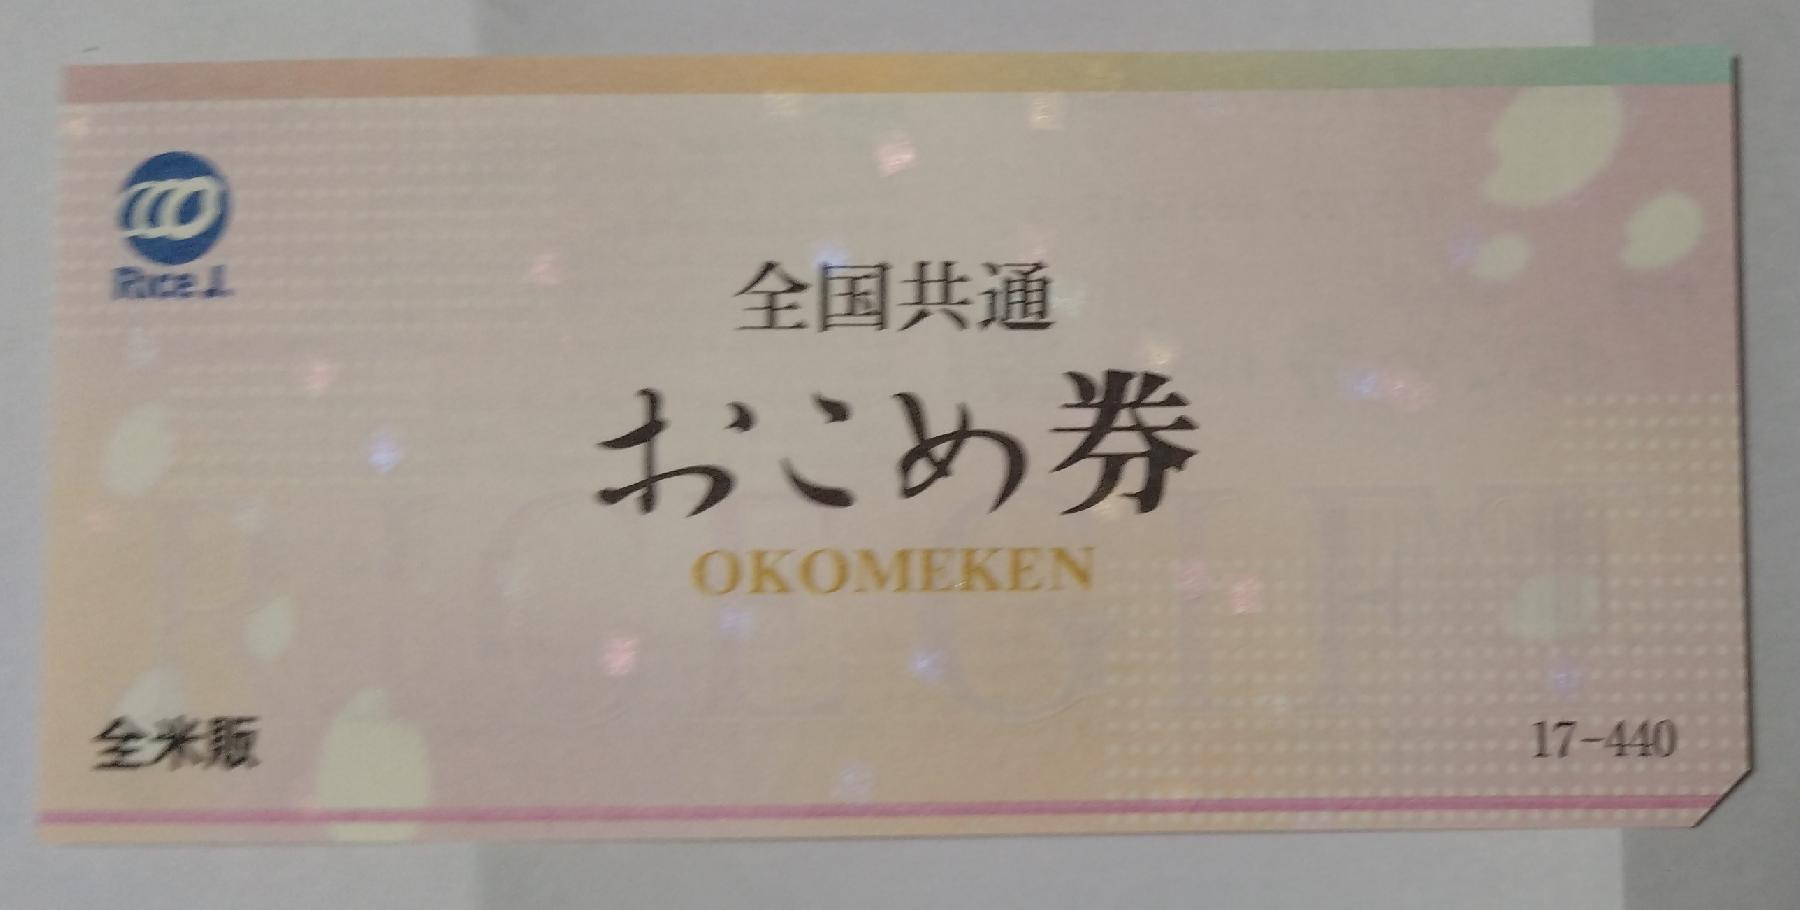 Rice J.
全国共通
おこめ券
OKOMEKEN
全米販
17-440